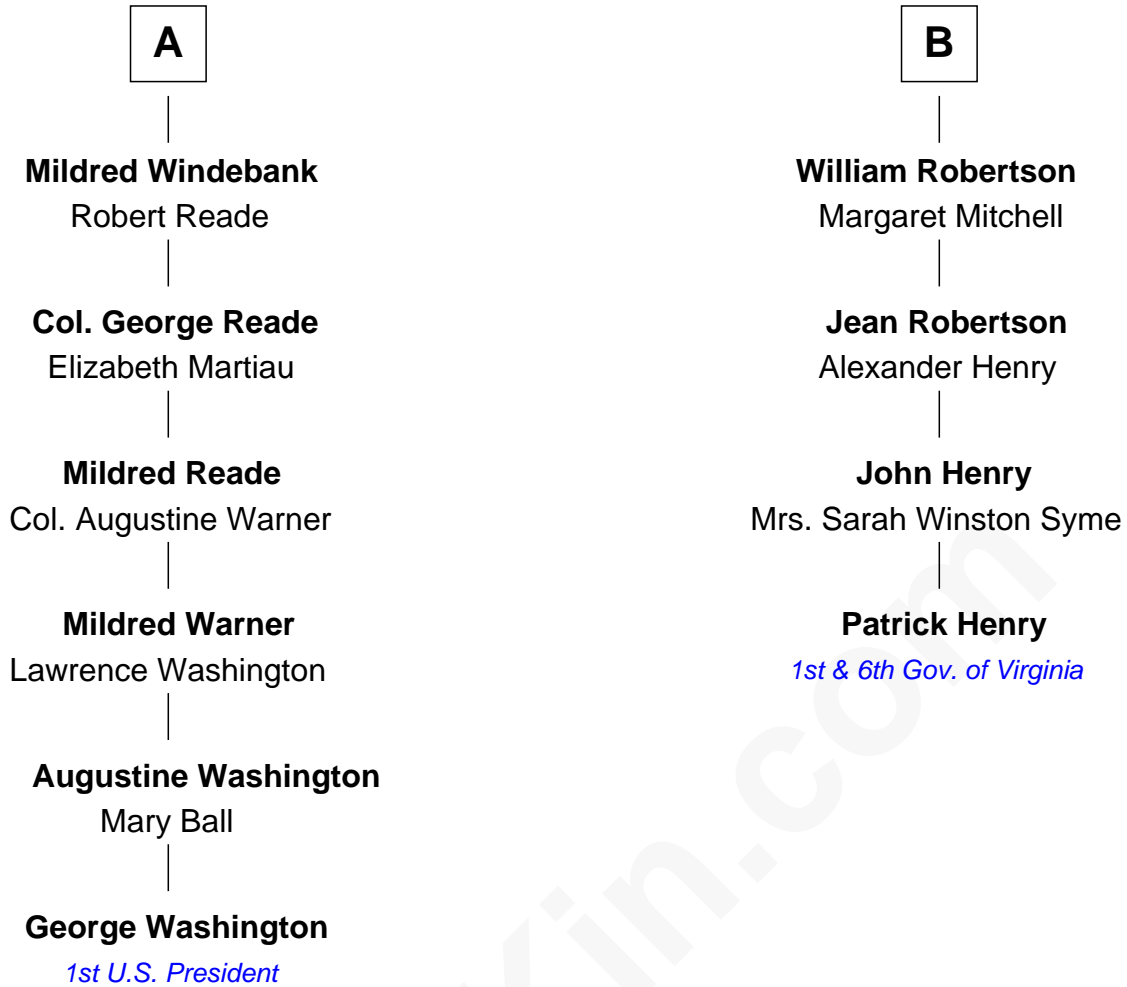 A
Mildred Windebank
Robert Reade
Col. George Reade
Elizabeth Martiau
Mildred Reade
Col. Augustine Warner
Mildred Warner
Lawrence Washington
Augustine Washington
Mary Ball
George Washington
1st U.S. President
B
William Robertson
Margaret Mitchell
Jean Robertson
Alexander Henry
John Henry
Mrs. Sarah Winston Syme
Patrick Henry
1st & 6th Gov. of Virginia
Kin.com